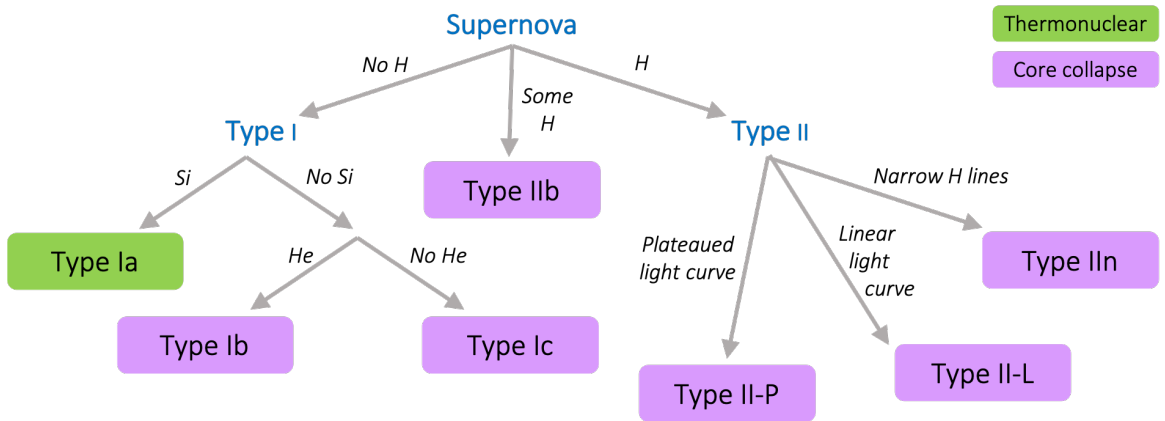 Supernova
Thermonuclear
Core collapse
No H
H
Some
H
Type I
Type II
Si
No Si
Type IIb
Narrow H lines
Plateaued
light curve
Linear
light
curve
Type Ia
He
No He
Type IIn
Type Ib
Type Ic
Type II-P
Type II-L